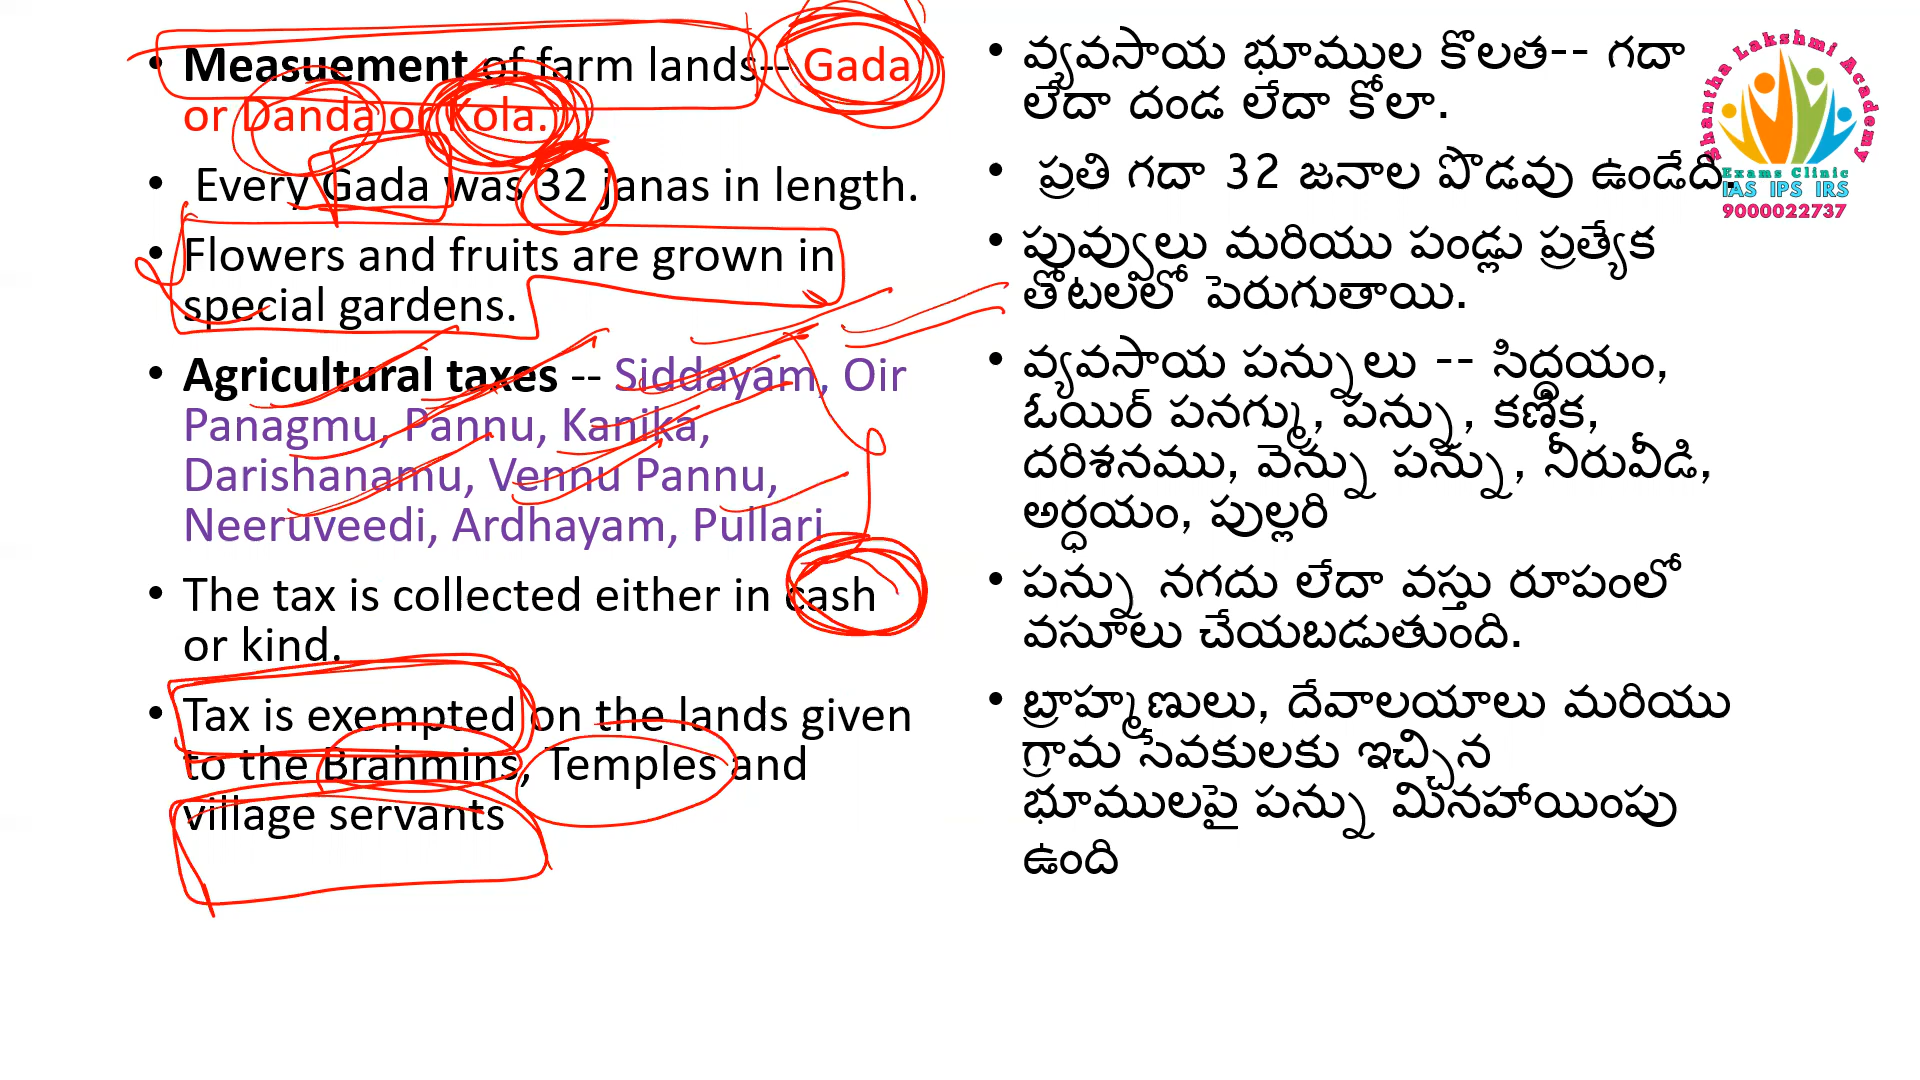 • Measuement of farm lands-- Gada
or Danda or Kola.
• Every Gada was 32 janas in length.
• Flowers and fruits are grown in
special gardens.
• Agricultural taxes -- Siddayam, Oir
Panagmu, Pannu, Kanika,
Darishanamu, Vennu Pannu,
Neeruveedi, Ardhayam, Pullari
• The tax is collected either in cash
or kind.
• Tax is exempted on the lands given
to the Brahmins, Temples and
village servants
• వ్యవసాయ భూముల కొలత-- గదా
లేదా దండ లేదా కోలా.
• ప్రతి గదా 32 జనాల పొడవు ఉండేది.
• పువ్వులు మరియు పండ్లు ప్రత్యేక
తోటలలో పెరుగుతాయి.
• వ్యవసాయ పన్నులు -- సిద్ధయం,
ఓయిర్ పనగ్ము, పన్ను, కణిక,
దరిశనము, వెన్ను పన్ను, నీరువీడి,
అర్ధయం, పుల్లరి
• పన్ను నగదు లేదా వస్తు రూపంలో
వసూలు చేయబడుతుంది.
• బ్రాహ్మణులు, దేవాలయాలు మరియు
గ్రామ సేవకులకు ఇచ్చిన
భూములపై పన్ను మినహాయింపు
ఉంది
Shantha Lakshmi Academy
Exams Clinic
IAS IPS IRS
9000022737